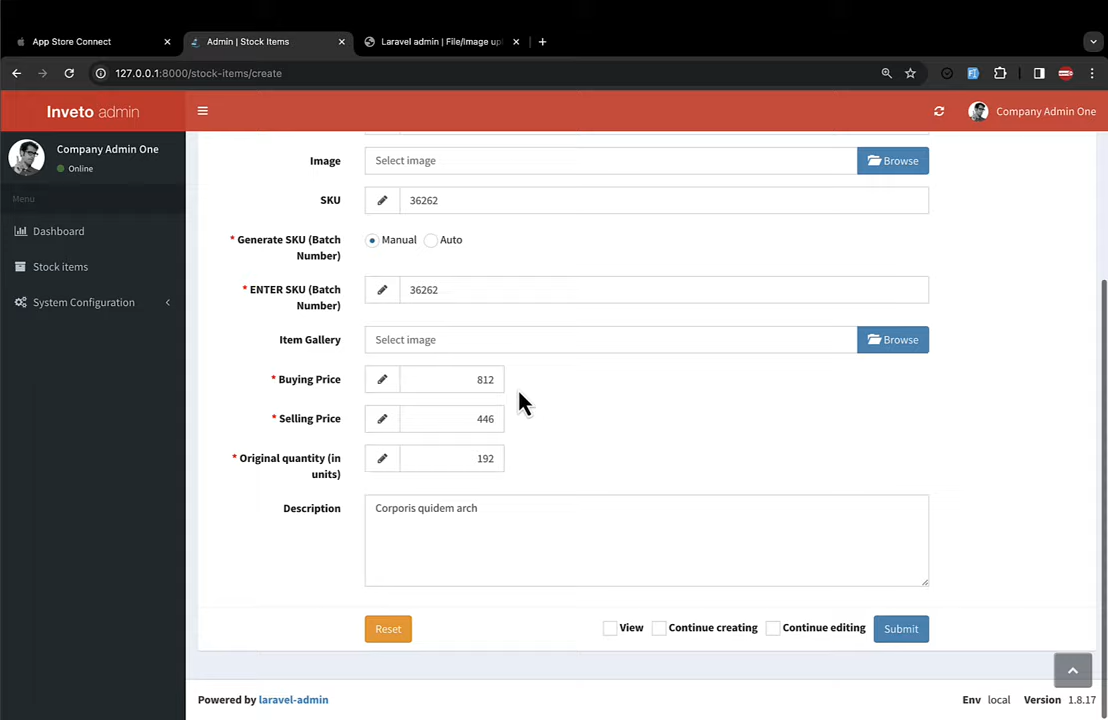 App Store Connect
Admin | Stock Items
Laravel admin | File/Image up
127.0.0.1:8000/stock-items/create
Inveto admin
Company Admin One
Company Admin One
Online
Menu
Dashboard
Stock items
System Configuration
Image
Select image
Browse
SKU
36262
* Generate SKU (Batch
Number)
Manual
Auto
* ENTER SKU (Batch
Number)
36262
Item Gallery
Select image
Browse
* Buying Price
812
* Selling Price
446
* Original quantity (in
units)
192
Description
Corporis quidem arch
Reset
View
Continue creating
Continue editing
Submit
Powered by laravel-admin
Env local
Version 1.8.17